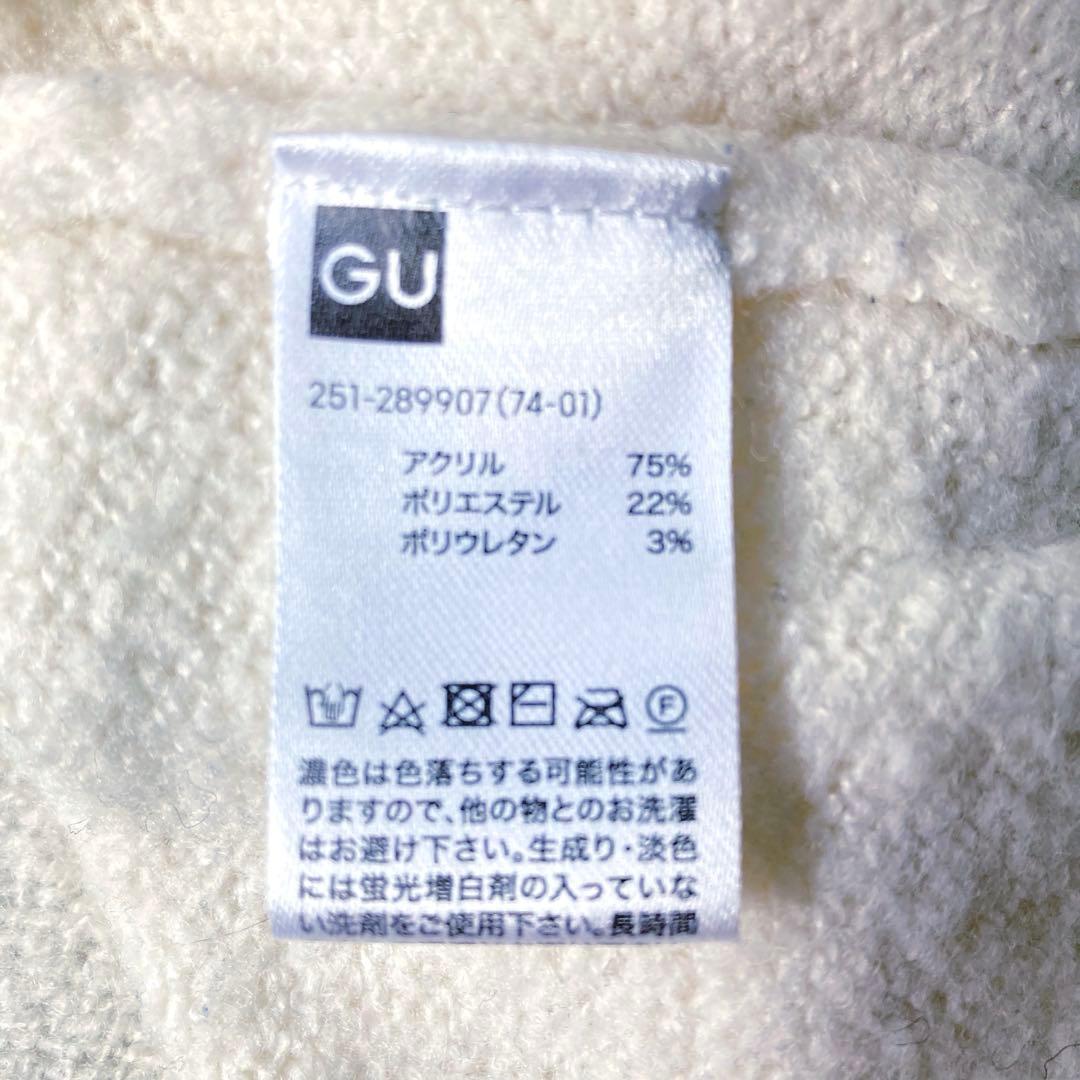 GU
251-289907(74-01)
アクリル 75%
ポリエステル 22%
ポリウレタン 3%
F
濃色は色落ちする可能性があ
りますので、他の物とのお洗濯
はお避け下さい。生成り・淡色
には蛍光増白剤の入っていな
い洗剤をご使用下さい。長時間